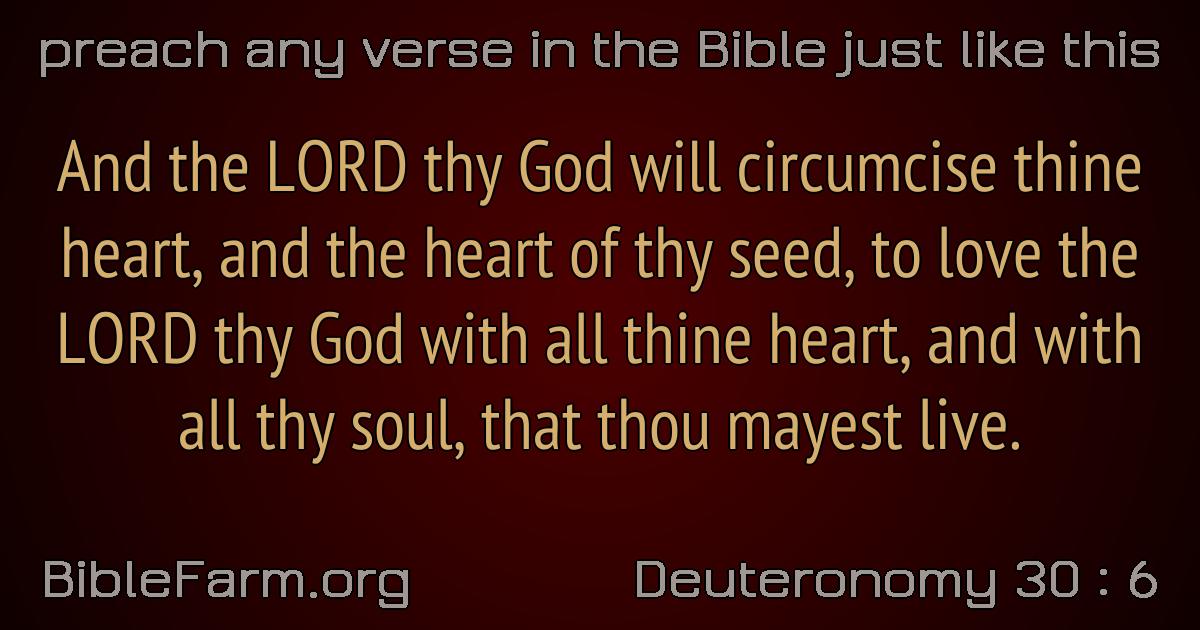 preach any verse in the Bible just like this
And the LORD thy God will circumcise thine
heart, and the heart of thy seed, to love the
LORD thy God with all thine heart, and with
all thy soul, that thou mayest live.
BibleFarm.org
Deuteronomy 30 : 6